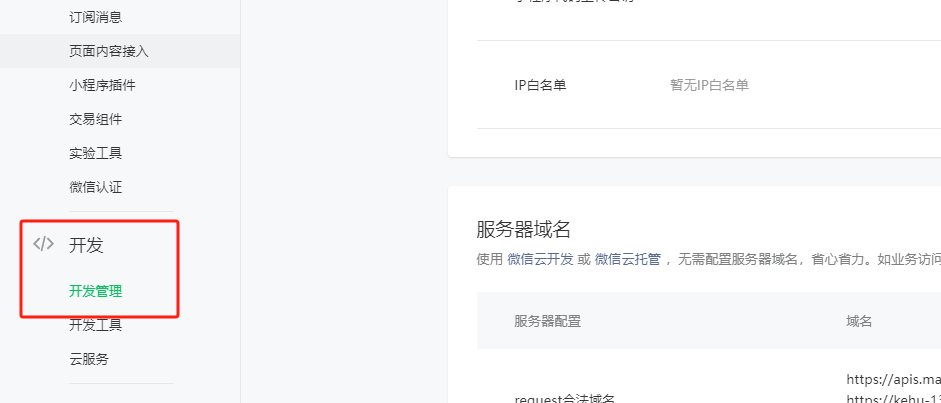 订阅消息
页面内容接入
小程序插件
交易组件
实验工具
微信认证
</> 开发
开发管理
开发工具
云服务
IP白名单 暂无IP白名单
服务器域名
使用 微信云开发 或 微信云托管 ，无需配置服务器域名，省心省力。如业务访问
服务器配置 域名
https://apis.ma
request合法域名
https://kehu-1